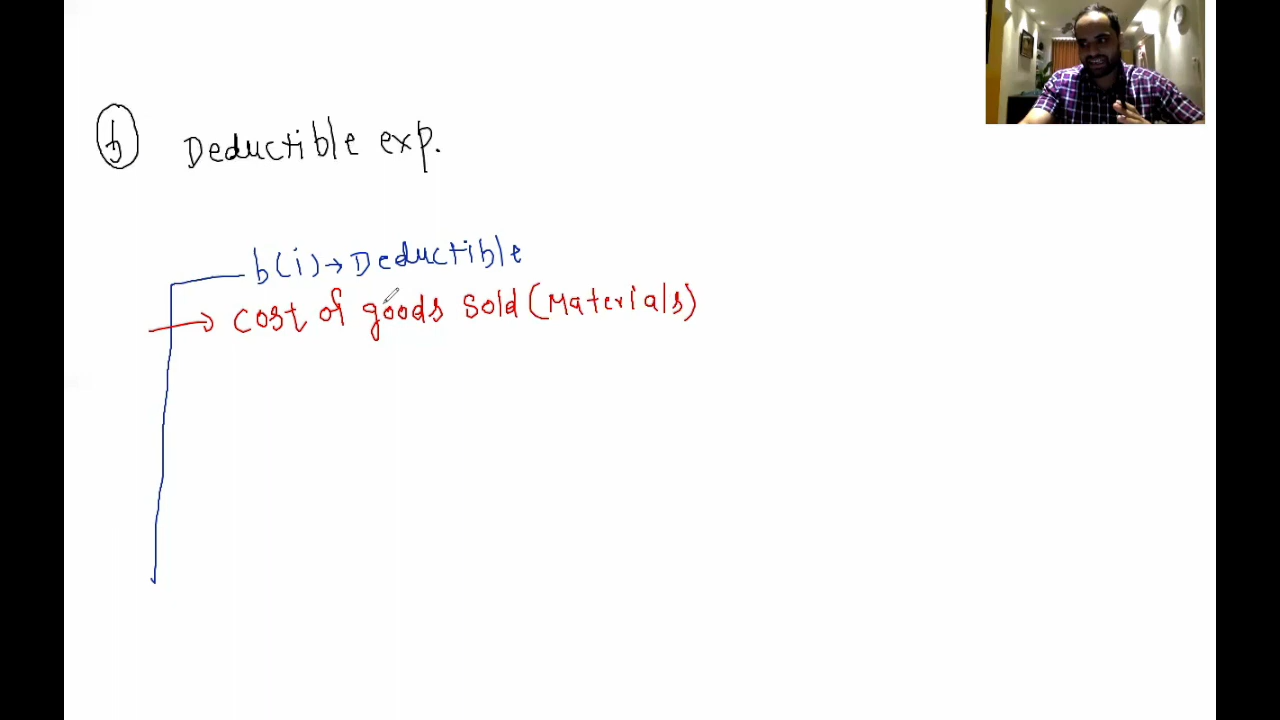 b Deductible exp.
b(i)→Deductible
→ Cost of goods sold (Materials)